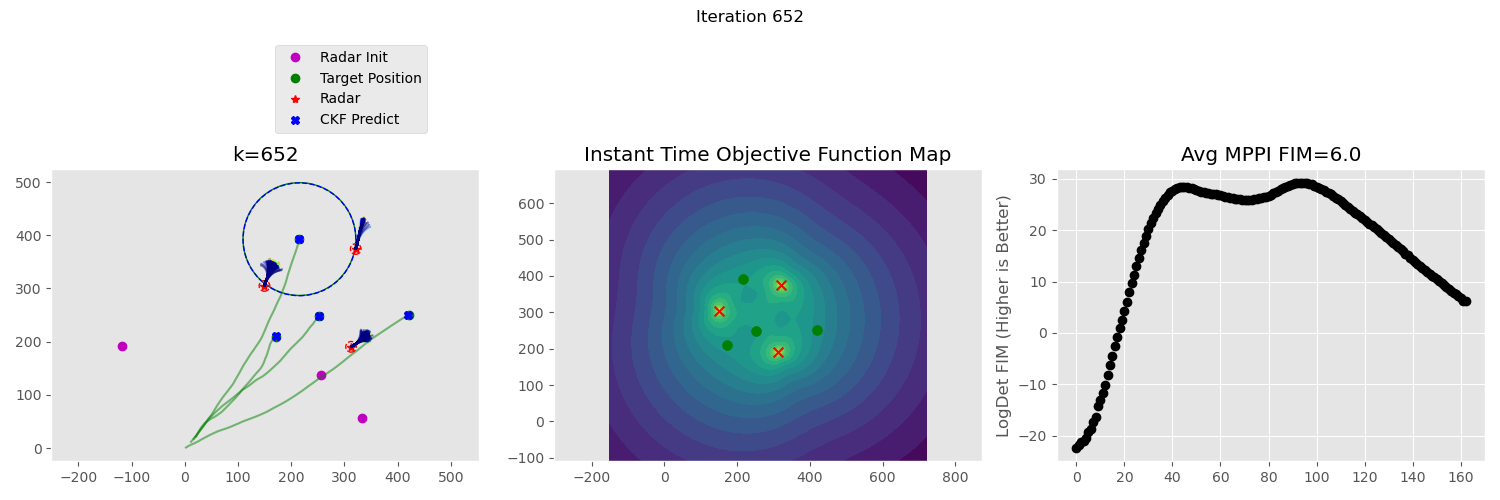 Iteration 652
Radar Init
Target Position
Radar
CKF Predict
k=652
500
400
300
200
100
0
−200 −100 0 100 200 300 400 500
Instant Time Objective Function Map
600
500
400
300
200
100
0
−100
−200 0 200 400 600 800
Avg MPPI FIM=6.0
LogDet FIM (Higher is Better)
30
20
10
0
−10
−20
0 20 40 60 80 100 120 140 160